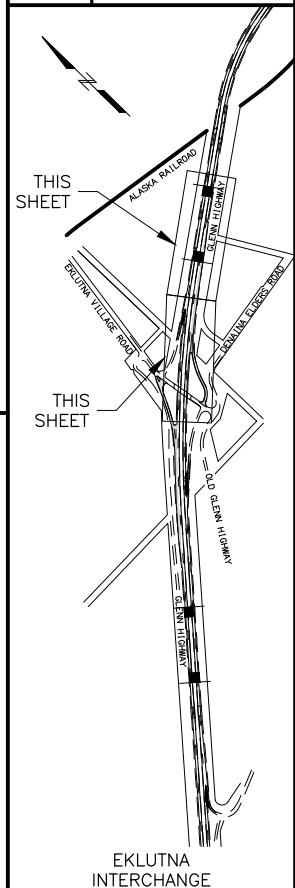 N
THIS
SHEET
ALASKA RAILROAD
GLENN HIGHWAY
EKLUTNA VILLAGE ROAD
DENAINA ELDERS ROAD
THIS
SHEET
OLD GLENN HIGHWAY
GLENN HIGHWAY
EKLUTNA
INTERCHANGE